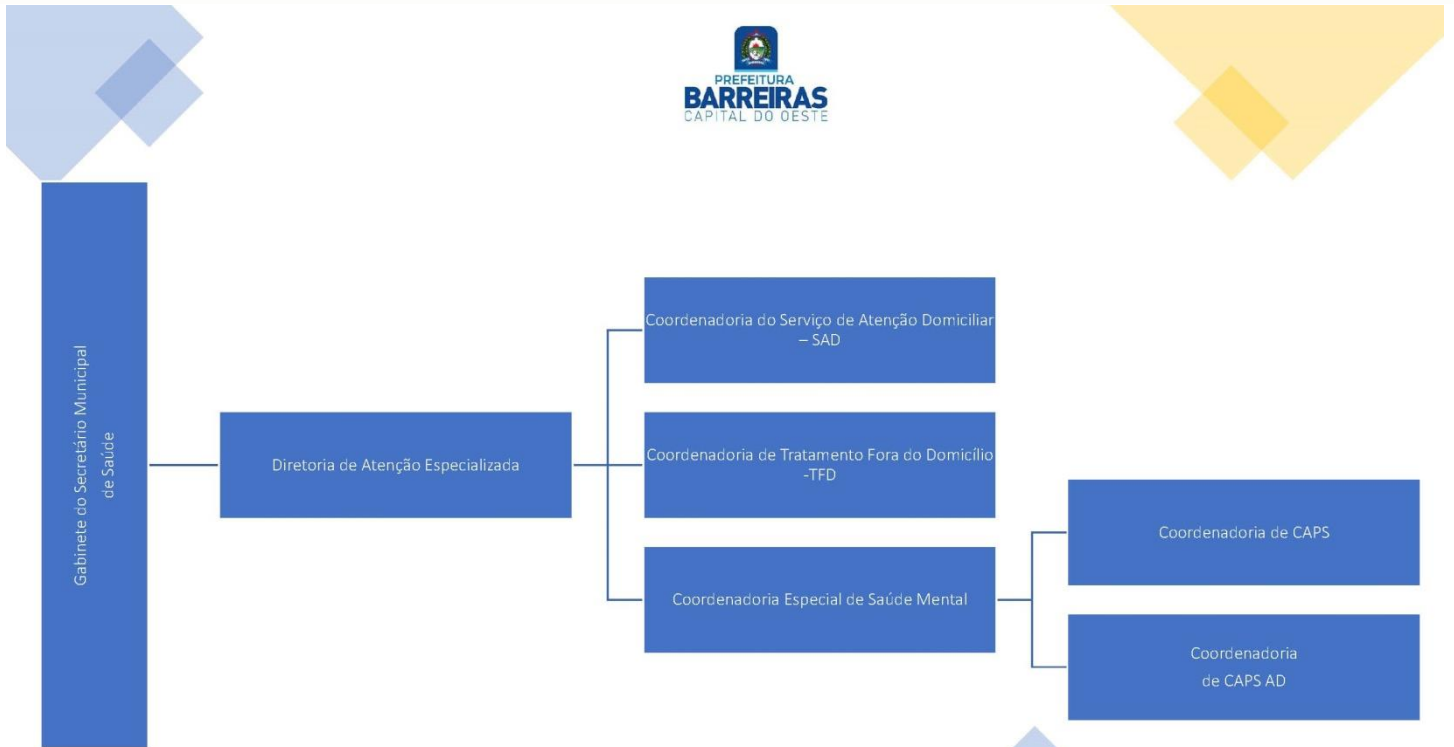 PREFEITURA
BARREIRAS
CAPITAL DO OESTE
Gabinete do Secretário Municipal
de Saúde
Diretoria de Atenção Especializada
Coordenadoria do Serviço de Atenção Domiciliar
– SAD
Coordenadoria de Tratamento Fora do Domicílio
-TFD
Coordenadoria Especial de Saúde Mental
Coordenadoria de CAPS
Coordenadoria
de CAPS AD